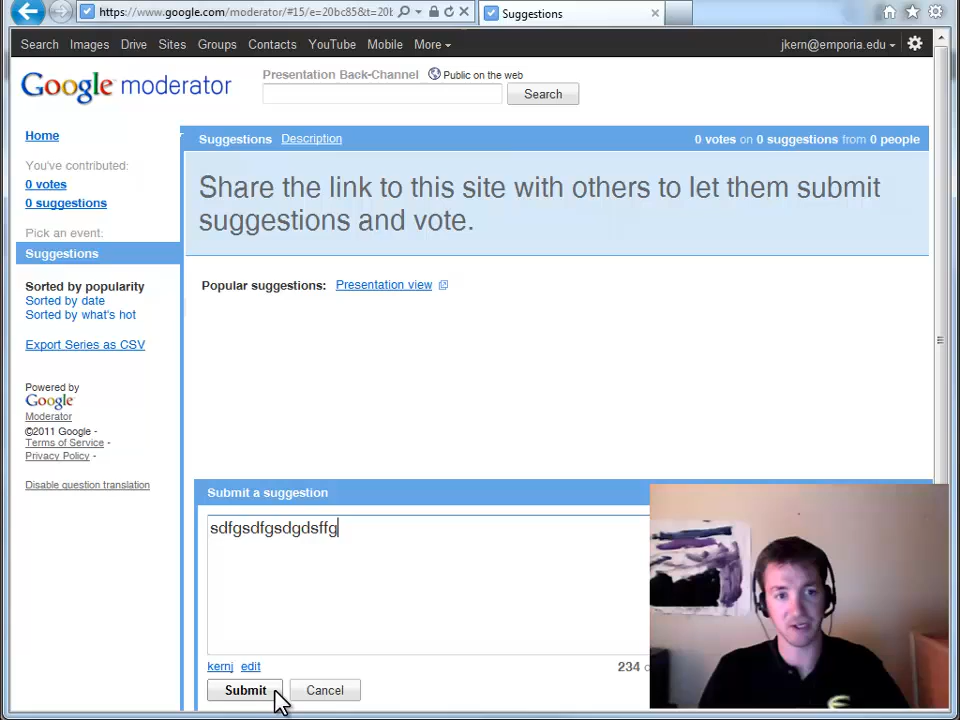 https://www.google.com/moderator/#15/e=20bc85&t=20b
Suggestions
Search Images Drive Sites Groups Contacts YouTube Mobile More
jkern@emporia.edu
Google moderator
Presentation Back-Channel Public on the web
Search
Home
You've contributed:
0 votes
0 suggestions
Pick an event:
Suggestions
Sorted by popularity
Sorted by date
Sorted by what's hot
Export Series as CSV
Powered by
Google
Moderator
©2011 Google -
Terms of Service -
Privacy Policy -
Disable question translation
Suggestions Description
0 votes on 0 suggestions from 0 people
Share the link to this site with others to let them submit
suggestions and vote.
Popular suggestions: Presentation view
Submit a suggestion
sdfgsdfgsdgdsffg
kernj edit
234
Submit Cancel